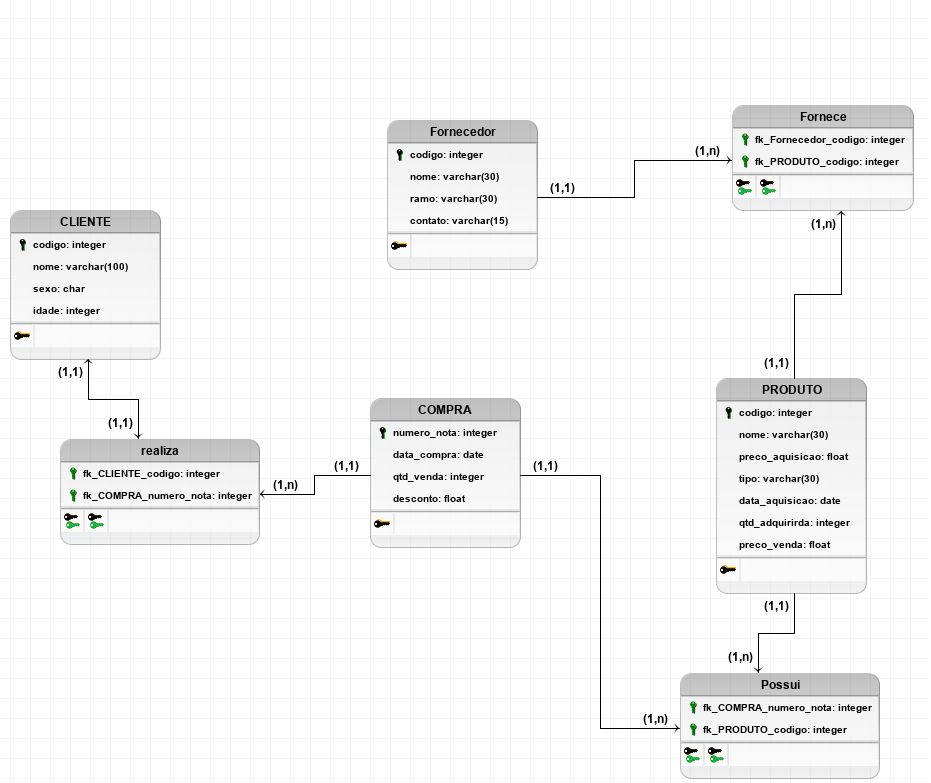 Fornece
fk_Fornecedor_codigo: integer
fk_PRODUTO_codigo: integer
Fornecedor
codigo: integer
nome: varchar(30)
ramo: varchar(30)
contato: varchar(15)
(1,1)
(1,n)
(1,n)
(1,1)
CLIENTE
codigo: integer
nome: varchar(100)
sexo: char
idade: integer
(1,1)
(1,1)
realiza
fk_CLIENTE_codigo: integer
fk_COMPRA_numero_nota: integer
(1,n)
(1,1)
COMPRA
numero_nota: integer
data_compra: date
qtd_venda: integer
desconto: float
(1,1)
(1,n)
PRODUTO
codigo: integer
nome: varchar(30)
preco_aquisicao: float
tipo: varchar(30)
data_aquisicao: date
qtd_adquirirda: integer
preco_venda: float
(1,1)
(1,n)
Possui
fk_COMPRA_numero_nota: integer
fk_PRODUTO_codigo: integer